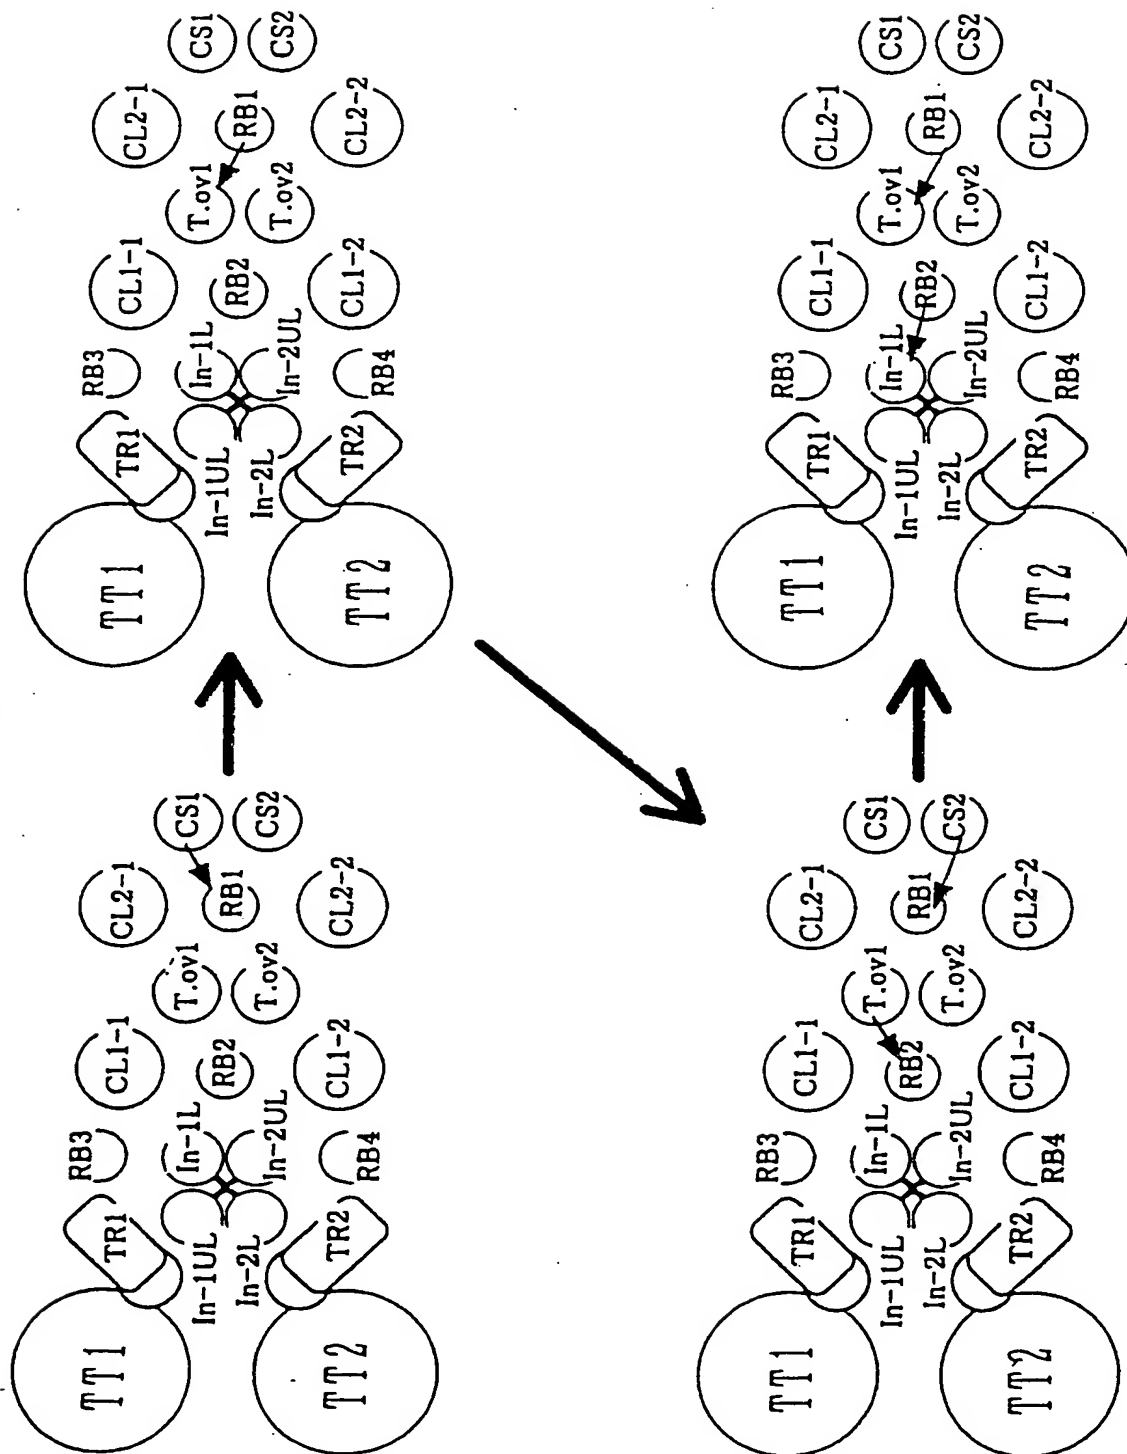 TT1
TR1
RB3
CL1-1
CL2-1
In-1UL
In-1L
T.ov1
CS1
RB2
RB1
In-2L
In-2UL
T.ov2
CS2
TT2
TR2
RB4
CL1-2
CL2-2
TT1
TR1
RB3
CL1-1
CL2-1
In-1UL
In-1L
T.ov1
CS1
RB2
RB1
In-2L
In-2UL
T.ov2
CS2
TT2
TR2
RB4
CL1-2
CL2-2
TT1
TR1
RB3
CL1-1
CL2-1
In-1UL
In-1L
T.ov1
CS1
RB2
RB1
In-2L
In-2UL
T.ov2
CS2
TT2
TR2
RB4
CL1-2
CL2-2
TT1
TR1
RB3
CL1-1
CL2-1
In-1UL
In-1L
T.ov1
CS1
RB2
RB1
In-2L
In-2UL
T.ov2
CS2
TT2
TR2
RB4
CL1-2
CL2-2